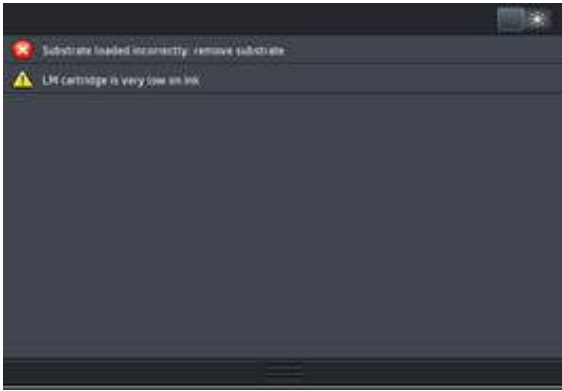 Substrate loaded incorrectly: remove substrate
LM cartridge is very low on ink